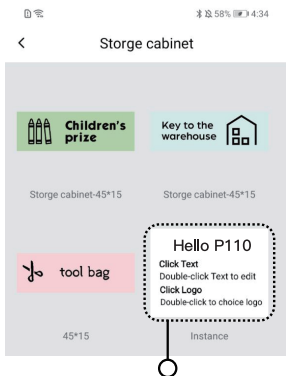 58% 4:34
Storge cabinet
Children's
prize
Key to the
warehouse
Storge cabinet-45*15
Storge cabinet-45*15
tool bag
Hello P110
Click Text
Double-click Text to edit
Click Logo
Double-click to choice logo
45*15
Instance